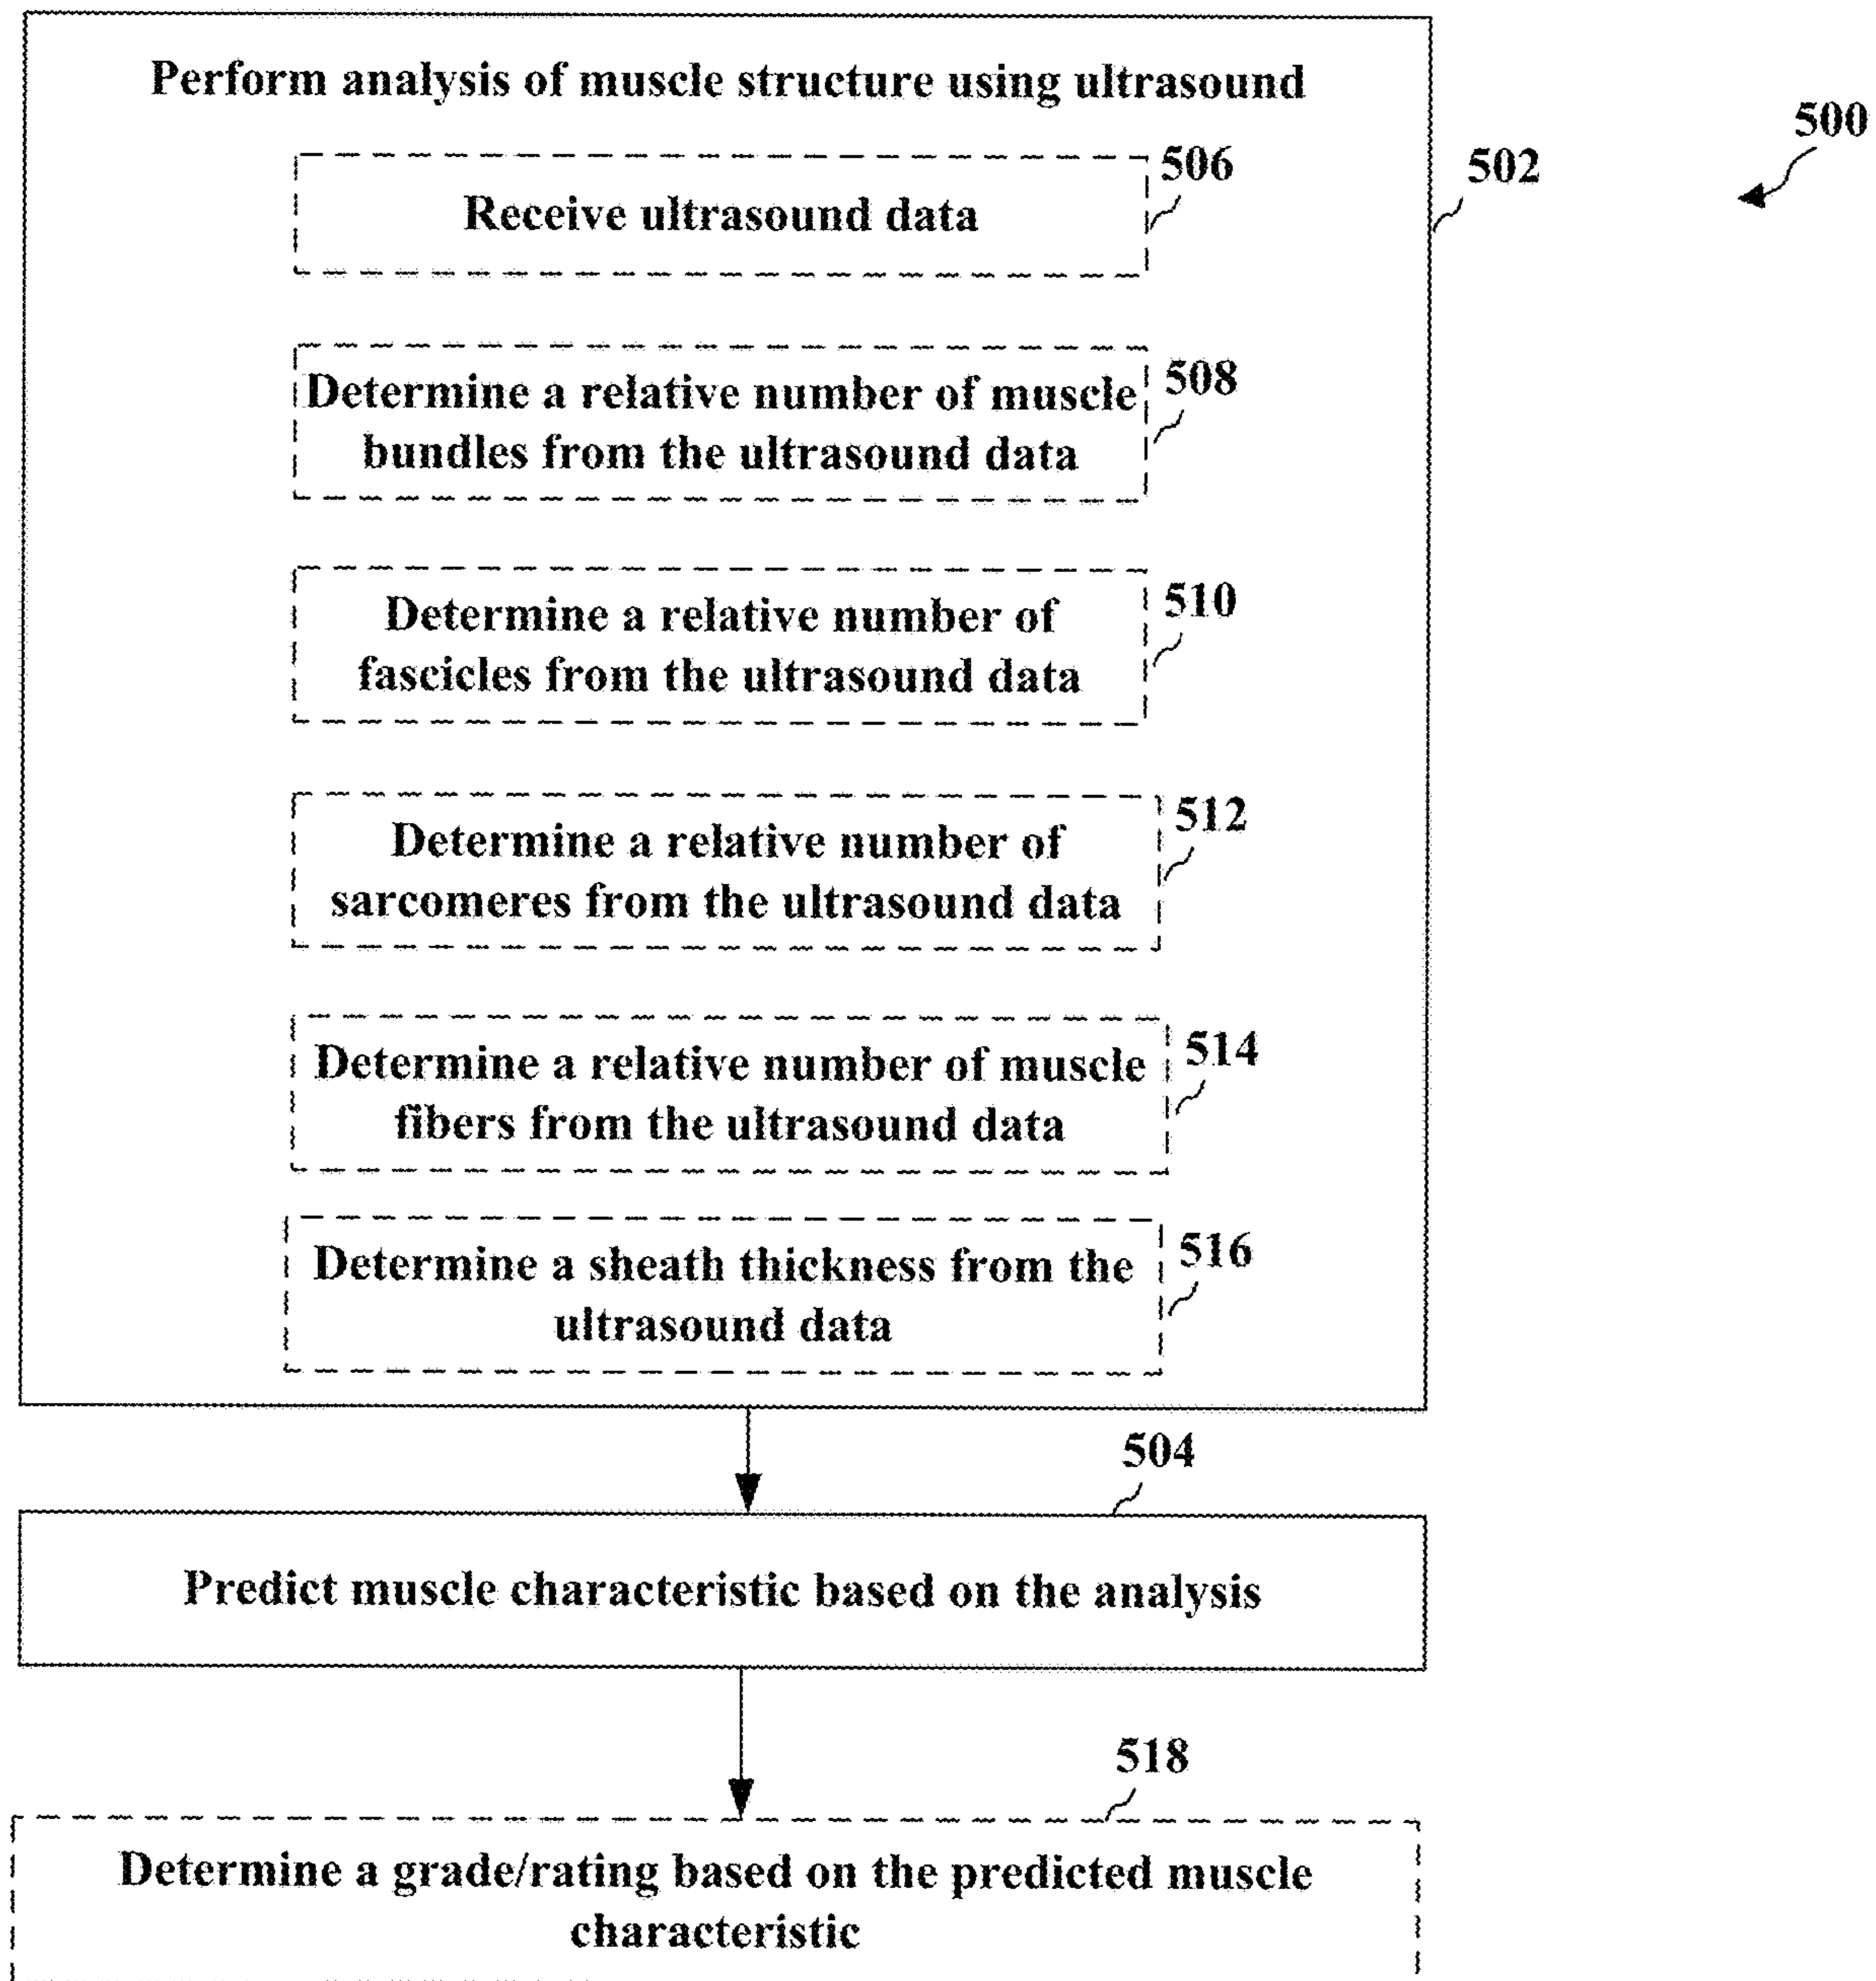 Perform analysis of muscle structure using ultrasound
500
502
506
Receive ultrasound data
508
Determine a relative number of muscle
bundles from the ultrasound data
510
Determine a relative number of
fascicles from the ultrasound data
512
Determine a relative number of
sarcomeres from the ultrasound data
514
Determine a relative number of muscle
fibers from the ultrasound data
516
Determine a sheath thickness from the
ultrasound data
504
Predict muscle characteristic based on the analysis
518
Determine a grade/rating based on the predicted muscle
characteristic